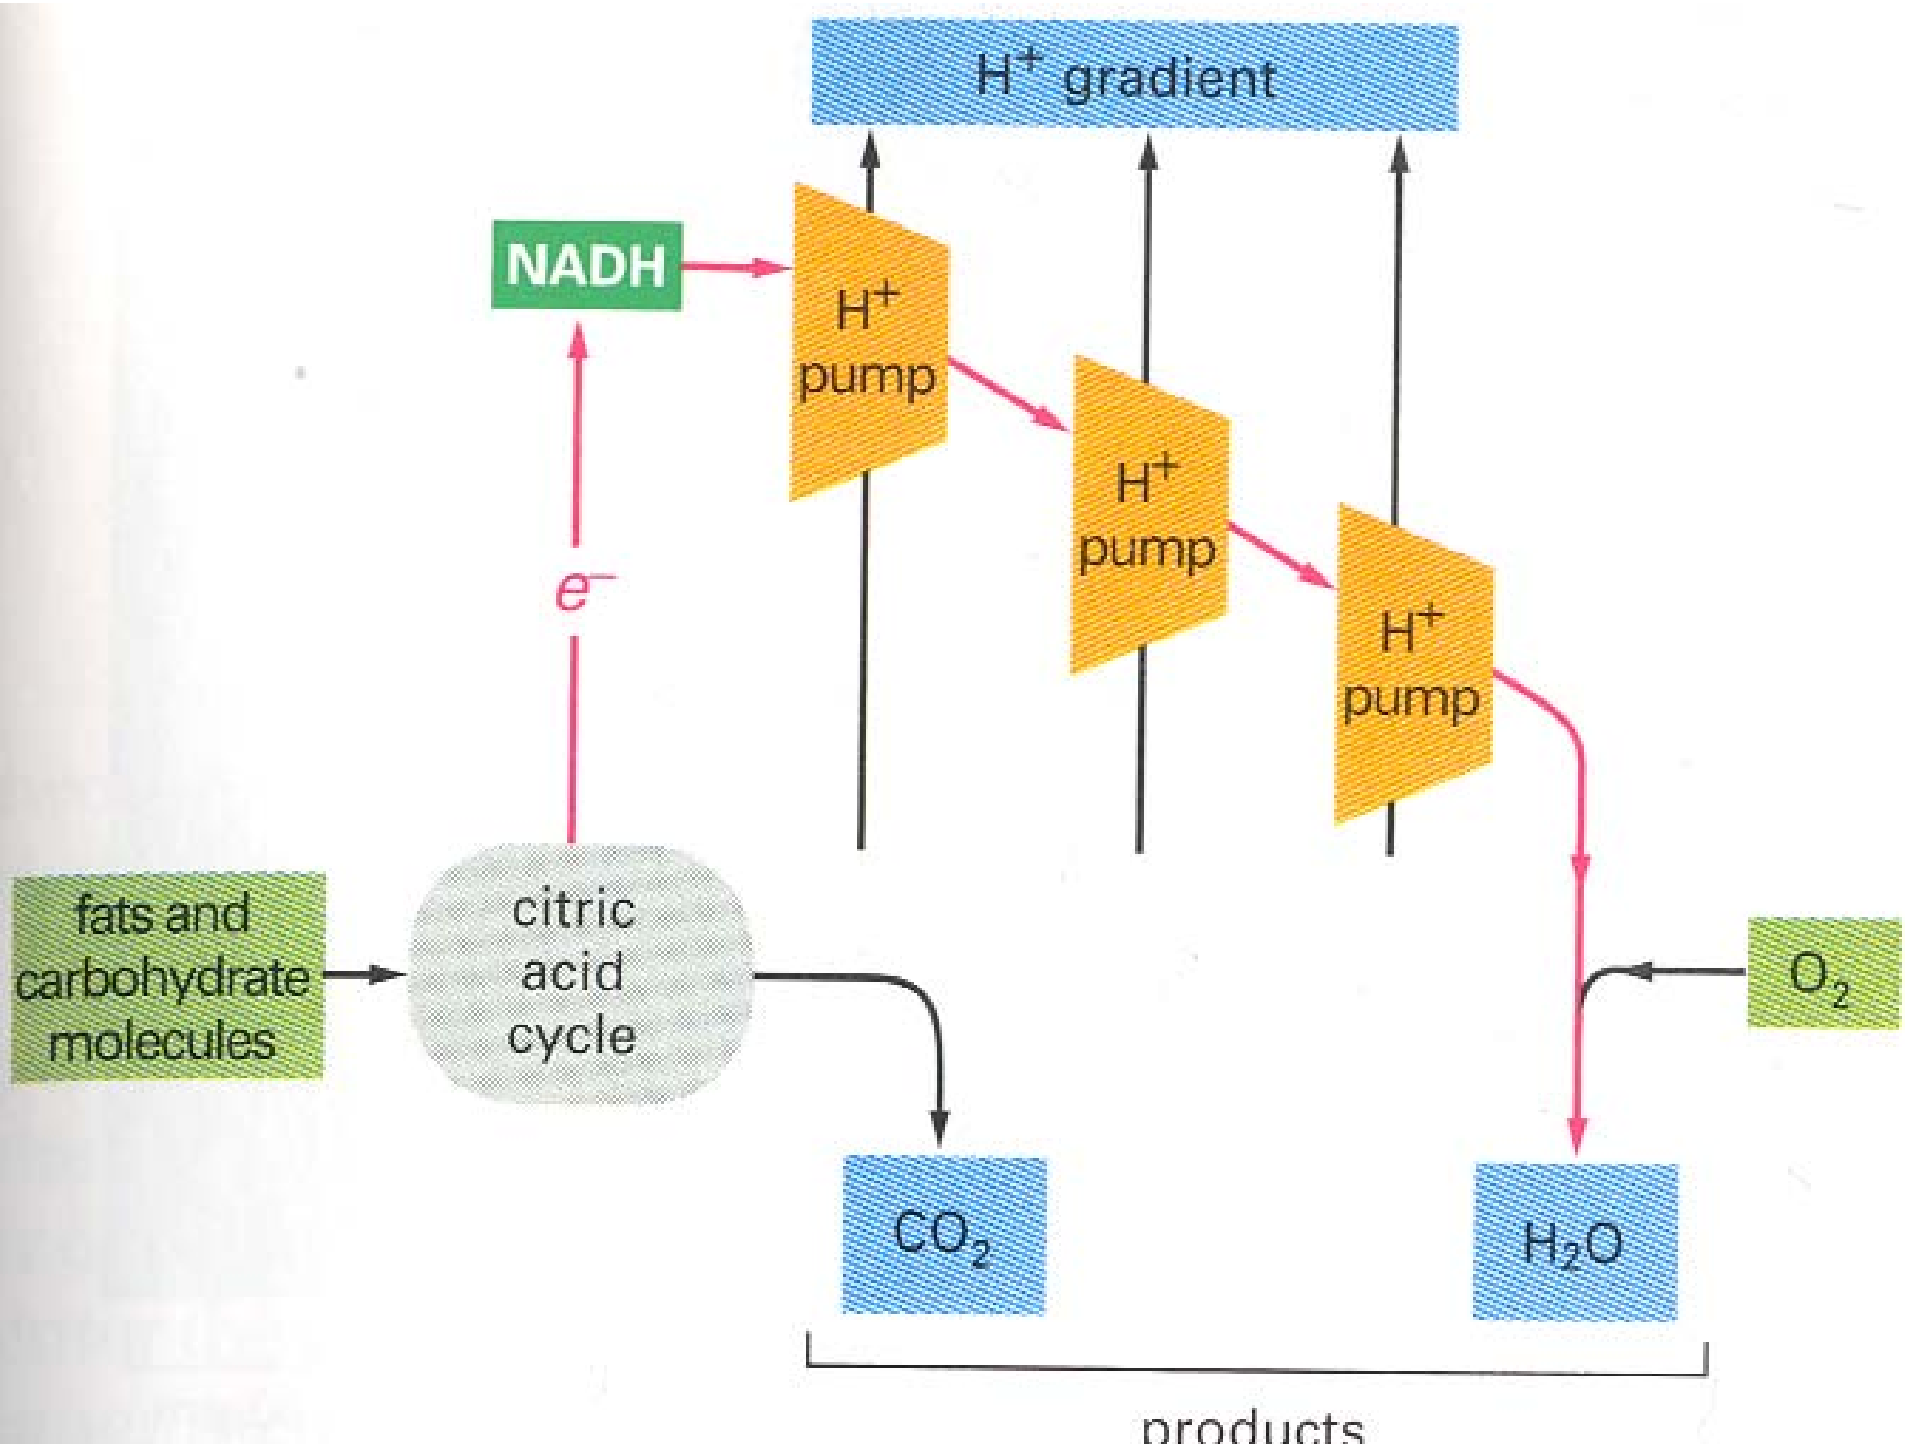 H⁺ gradient
NADH
H⁺
pump
H⁺
pump
e⁻
H⁺
pump
fats and
carbohydrate
molecules
citric
acid
cycle
O₂
CO₂
H₂O
products